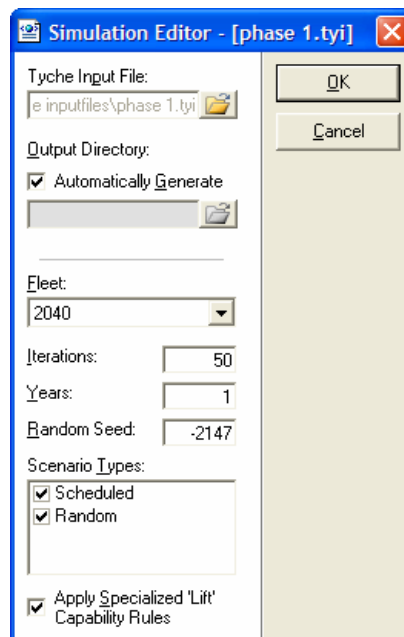 Simulation Editor - [phase 1.tyi]
Tyche Input File:
e inputfiles\phase 1.tyi
OK
Cancel
Output Directory:
Automatically Generate
Fleet:
2040
Iterations:
50
Years:
1
Random Seed:
-2147
Scenario Types:
Scheduled
Random
Apply Specialized 'Lift'
Capability Rules